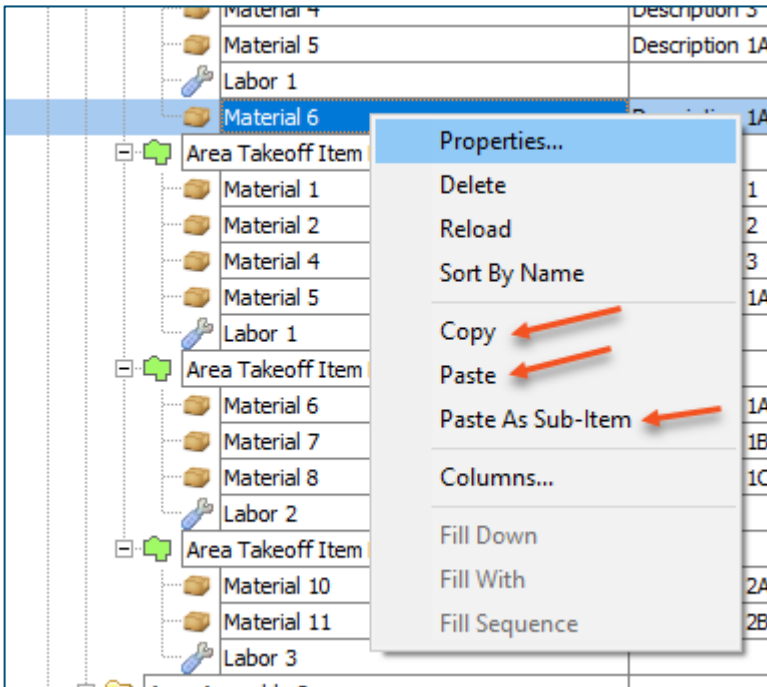 Material 4 Description 3
Material 5 Description 1A
Labor 1
Material 6 1A
Properties...
Area Takeoff Item
Material 1 1
Delete
Material 2 2
Reload
Material 4 3
Sort By Name
Material 5 1A
Labor 1
Copy
Area Takeoff Item
Paste
Material 6 1A
Paste As Sub-Item
Material 7 1B
Material 8 1C
Columns...
Labor 2
Fill Down
Area Takeoff Item
Material 10 2A
Fill With
Material 11 2B
Fill Sequence
Labor 3